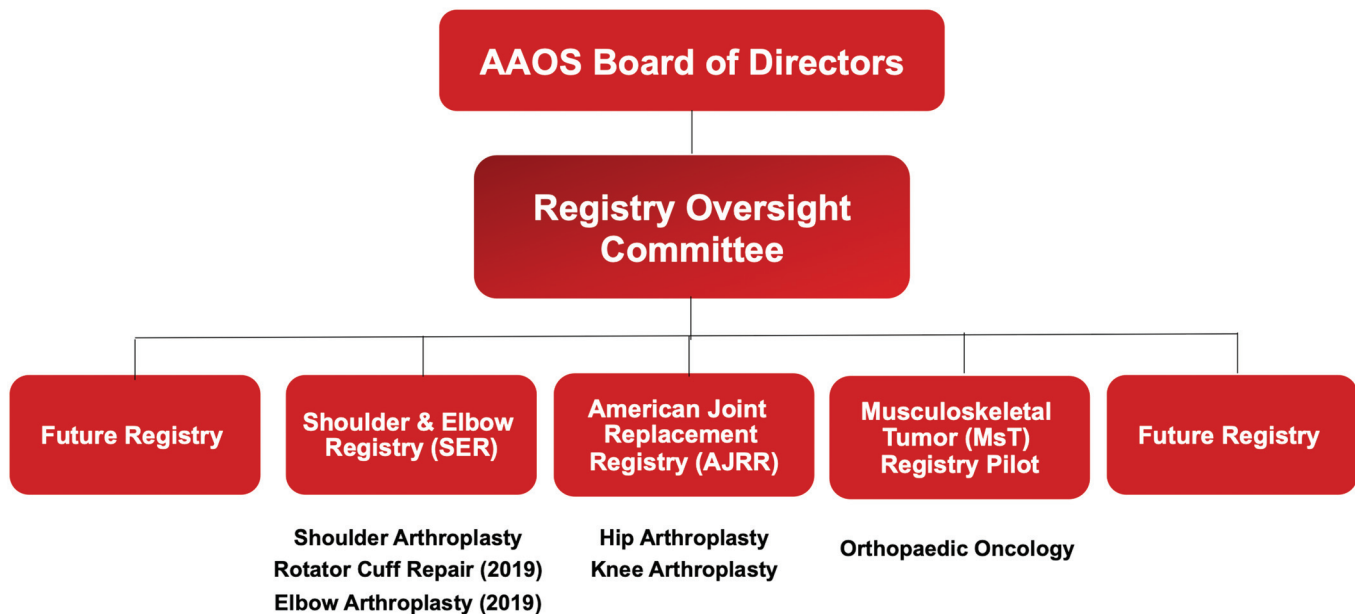 AAOS Board of Directors
Registry Oversight
Committee
Future Registry
Shoulder & Elbow
Registry (SER)
American Joint
Replacement
Registry (AJRR)
Musculoskeletal
Tumor (MsT)
Registry Pilot
Future Registry
Shoulder Arthroplasty
Rotator Cuff Repair (2019)
Elbow Arthroplasty (2019)
Hip Arthroplasty
Knee Arthroplasty
Orthopaedic Oncology